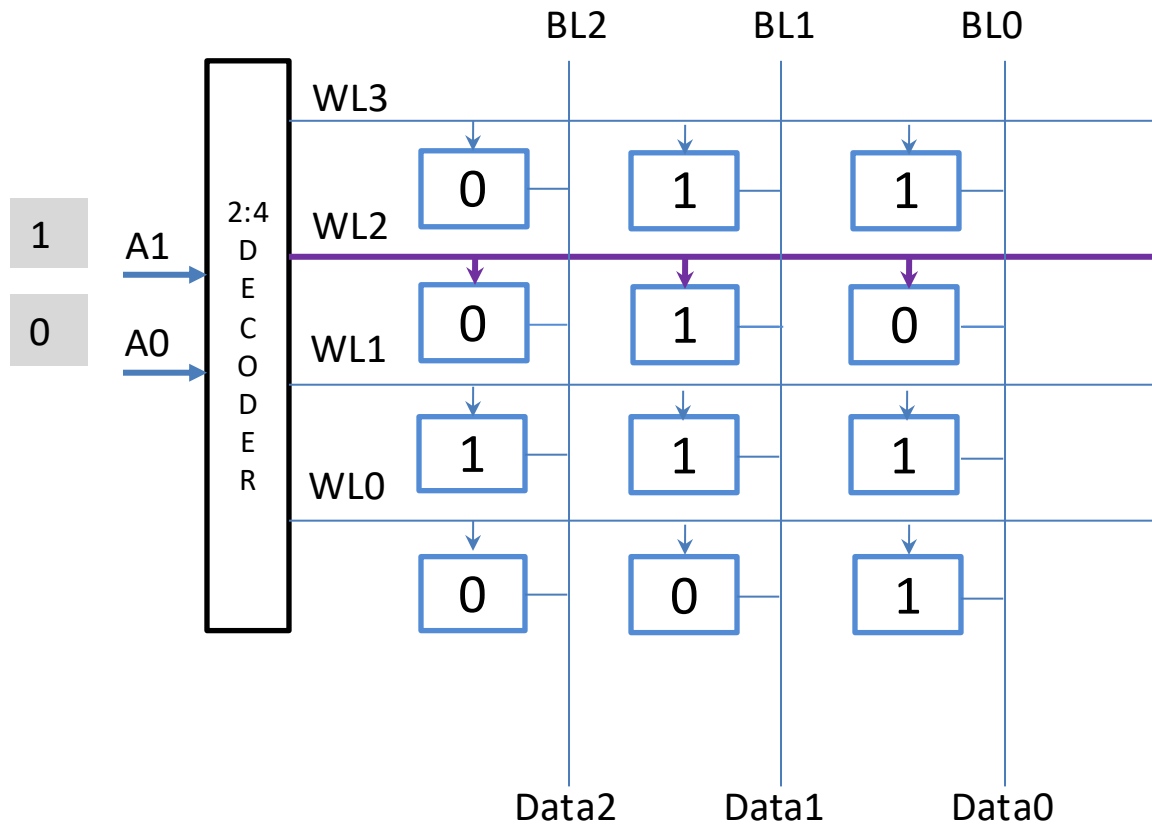 BL2 BL1 BL0
WL3
0 1 1
2:4
D
E
C
O
D
E
R
1
A1
WL2
0
A0
0 1 0
WL1
1 1 1
WL0
0 0 1
Data2 Data1 Data0